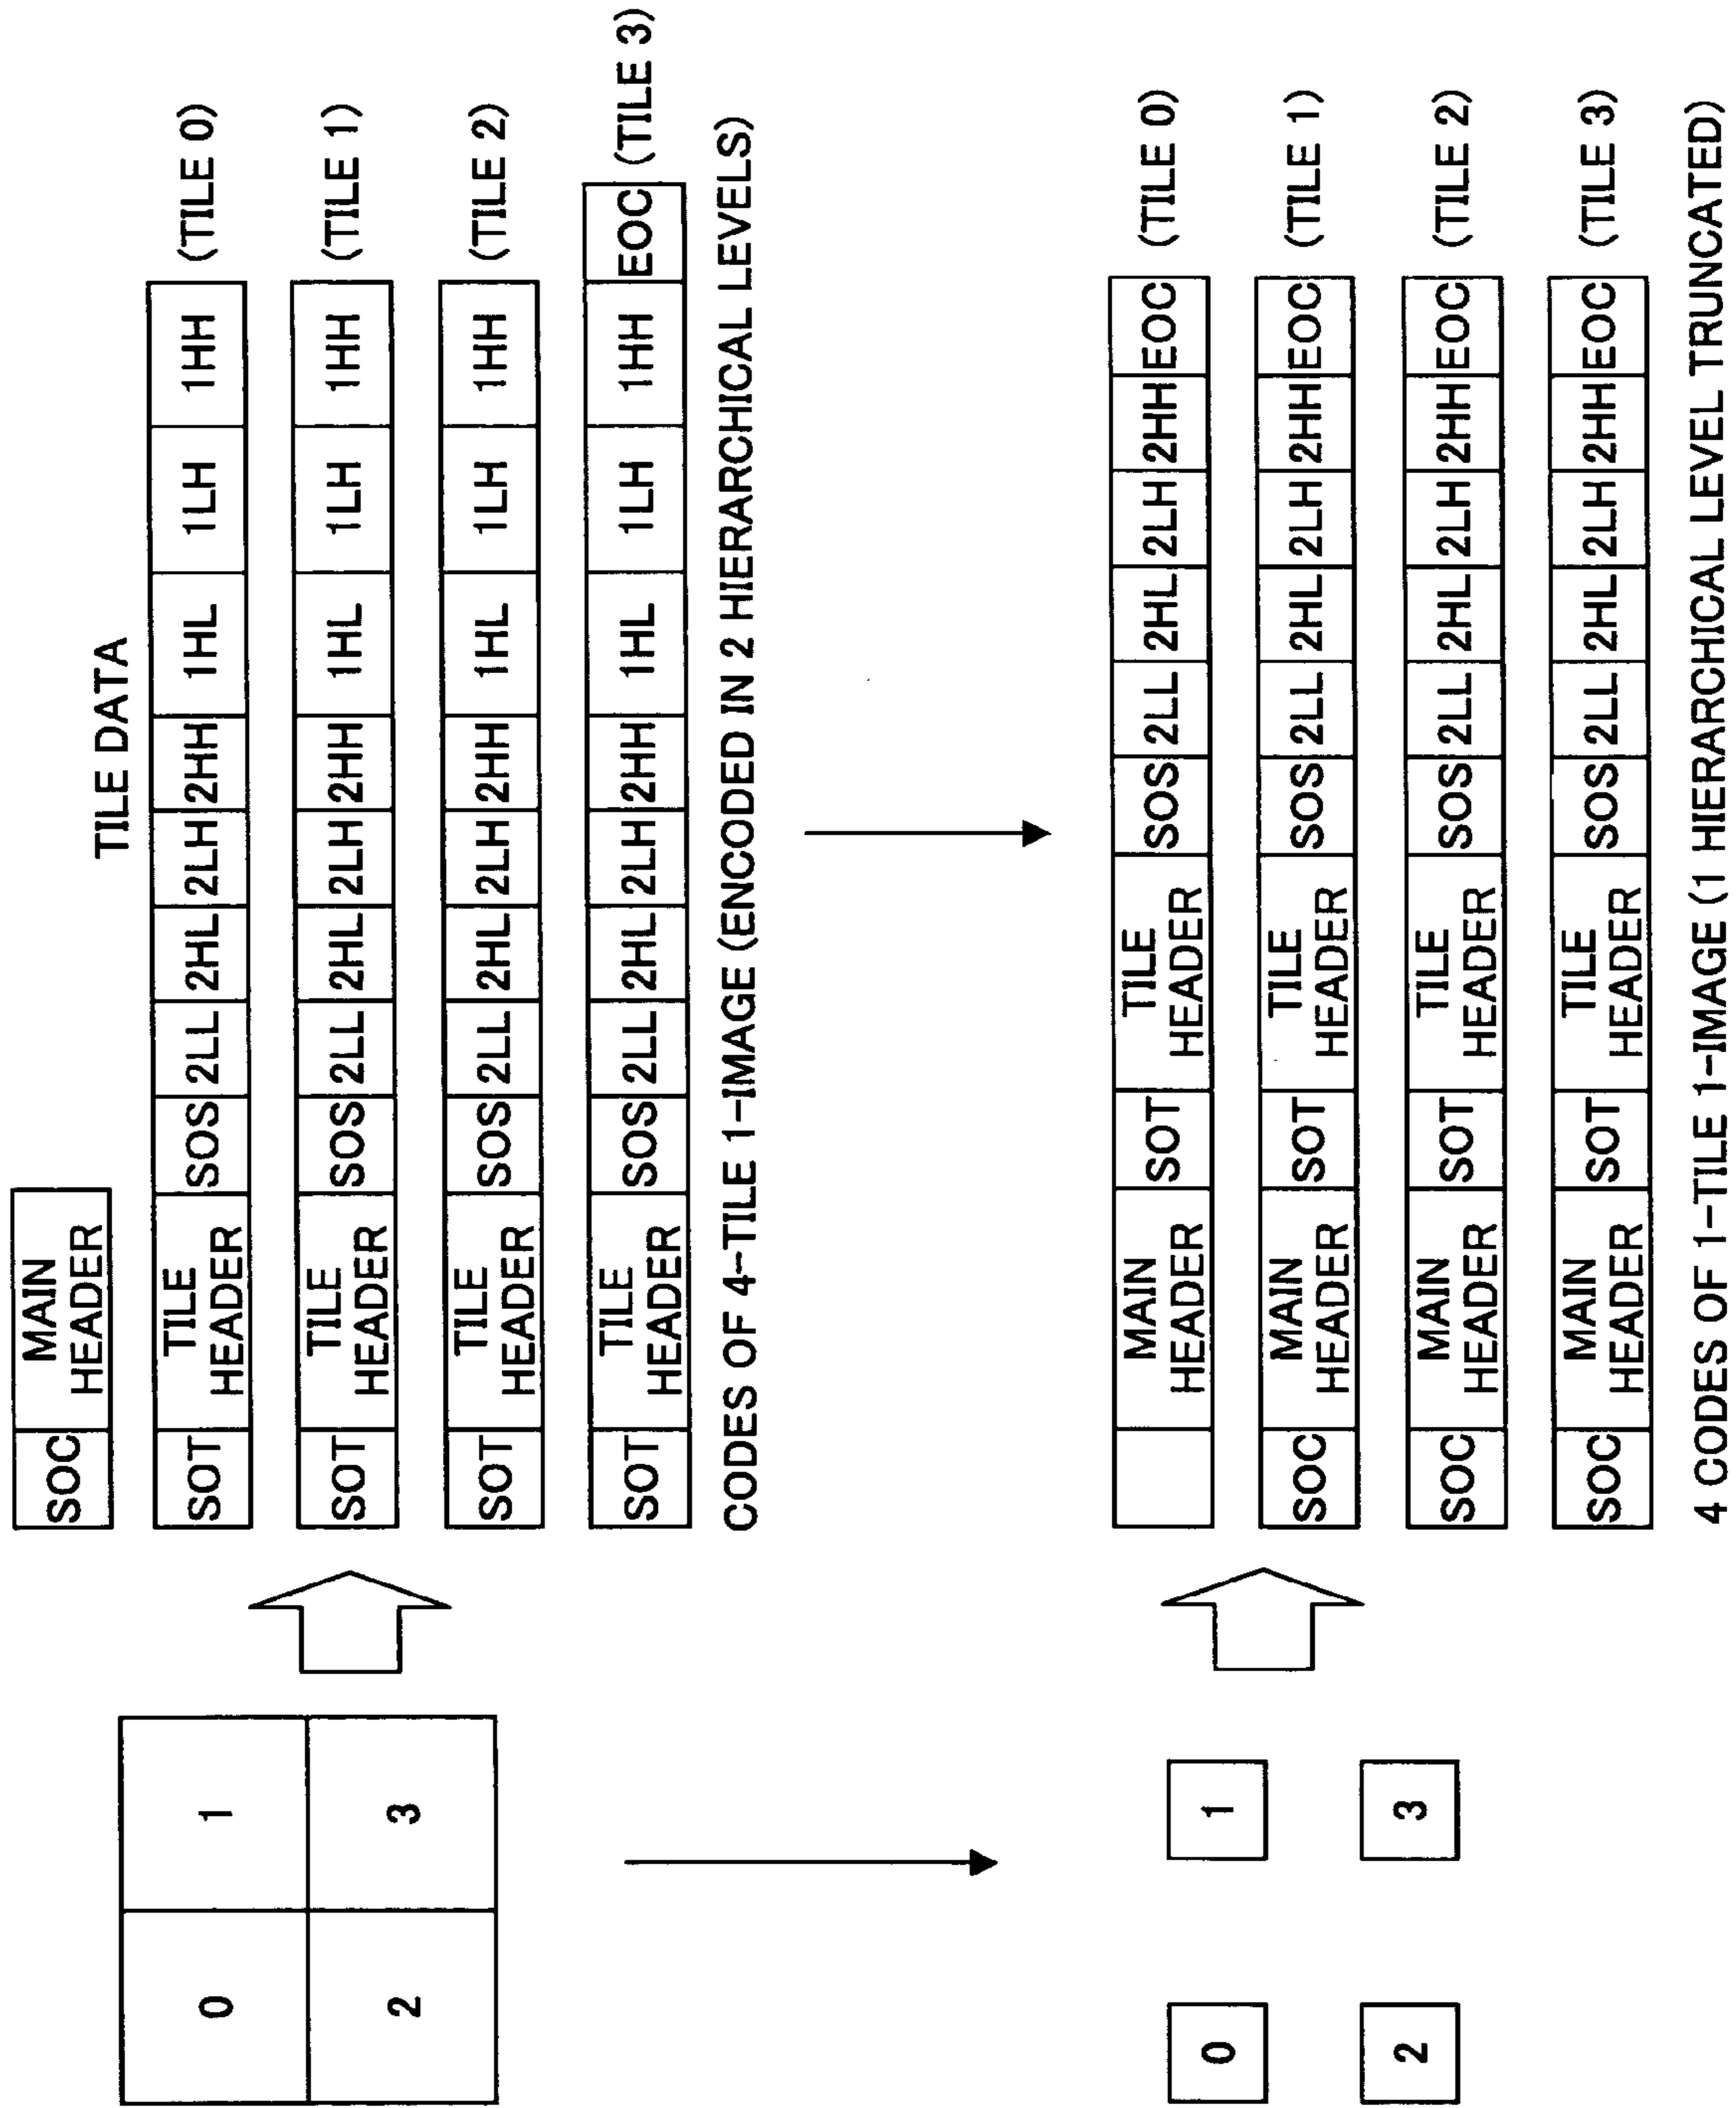 TILE DATA
SOC MAIN HEADER
SOT TILE HEADER SOS 2LL 2HL 2LH 2HH 1HL 1LH 1HH (TILE 0)
SOT TILE HEADER SOS 2LL 2HL 2LH 2HH 1HL 1LH 1HH (TILE 1)
SOT TILE HEADER SOS 2LL 2HL 2LH 2HH 1HL 1LH 1HH (TILE 2)
SOT TILE HEADER SOS 2LL 2HL 2LH 2HH 1HL 1LH 1HH EOC (TILE 3)
CODES OF 4-TILE 1-IMAGE (ENCODED IN 2 HIERARCHICAL LEVELS)
0 1
2 3
MAIN HEADER SOT TILE HEADER SOS 2LL 2HL 2LH 2HH EOC (TILE 0)
SOC MAIN HEADER SOT TILE HEADER SOS 2LL 2HL 2LH 2HH EOC (TILE 1)
SOC MAIN HEADER SOT TILE HEADER SOS 2LL 2HL 2LH 2HH EOC (TILE 2)
SOC MAIN HEADER SOT TILE HEADER SOS 2LL 2HL 2LH 2HH EOC (TILE 3)
4 CODES OF 1-TILE 1-IMAGE (1 HIERARCHICAL LEVEL TRUNCATED)
0 1
2 3